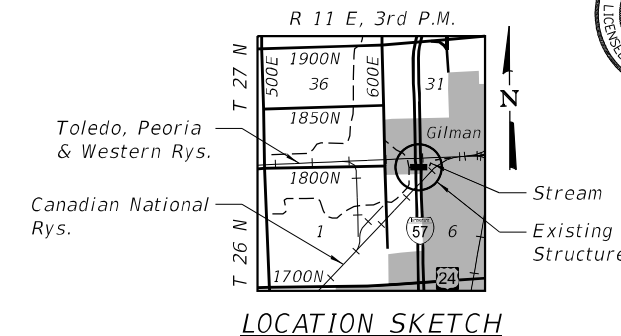 R 11 E, 3rd P.M.
LICENSED
T 27 N
500E
1900N
36
600E
31
N
1850N
Toledo, Peoria
& Western Rys.
Gilman
1800N
Stream
Canadian National
Rys.
1
57
6
Existing
Structure
T 26 N
1700N
24
LOCATION SKETCH